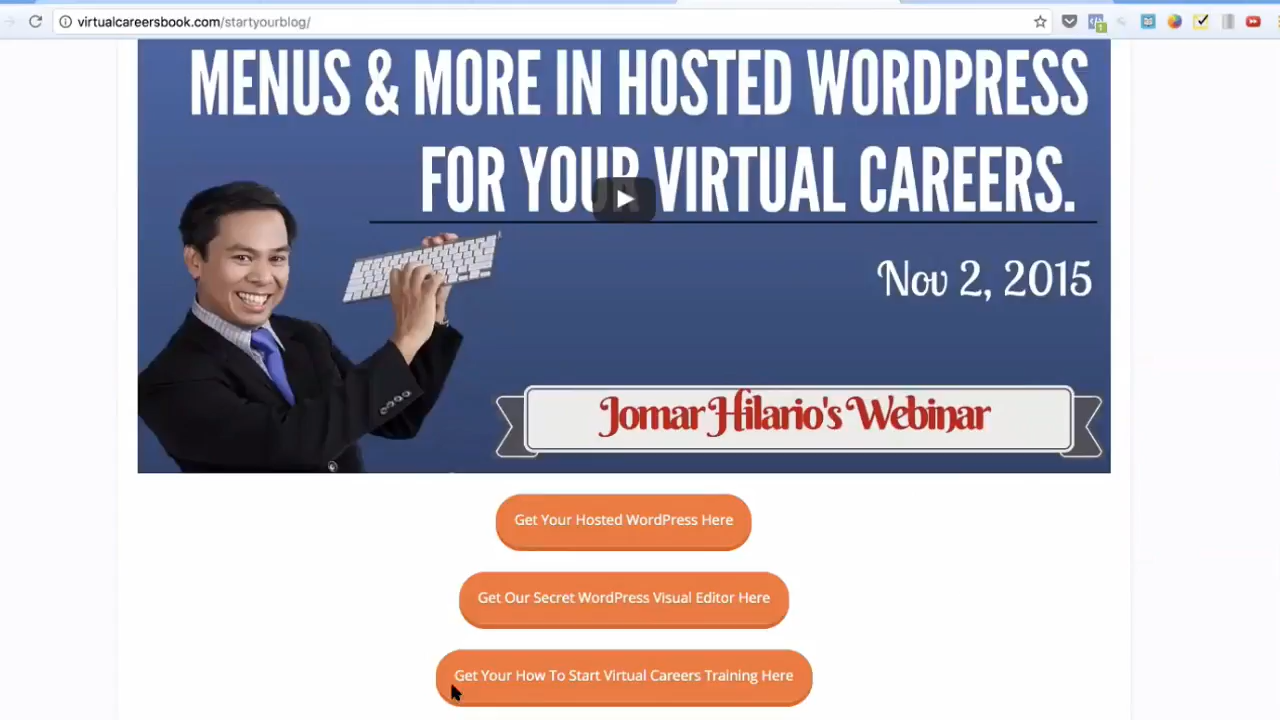 virtualcareersbook.com/startyourblog/
MENUS & MORE IN HOSTED WORDPRESS
FOR YOUR VIRTUAL CAREERS.
Nov 2, 2015
Jomar Hilario's Webinar
Get Your Hosted WordPress Here
Get Our Secret WordPress Visual Editor Here
Get Your How To Start Virtual Careers Training Here